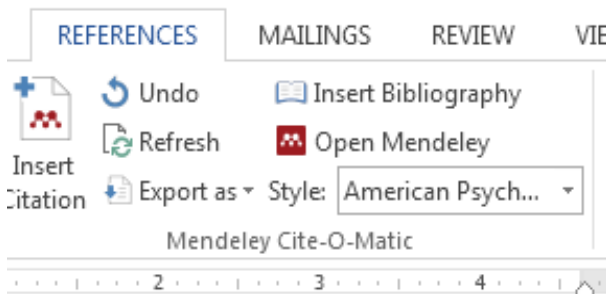 REFERENCES MAILINGS REVIEW VIE
Undo Insert Bibliography
Refresh Open Mendeley
Insert
Citation
Export as Style: American Psych...
Mendeley Cite-O-Matic
2 3 4